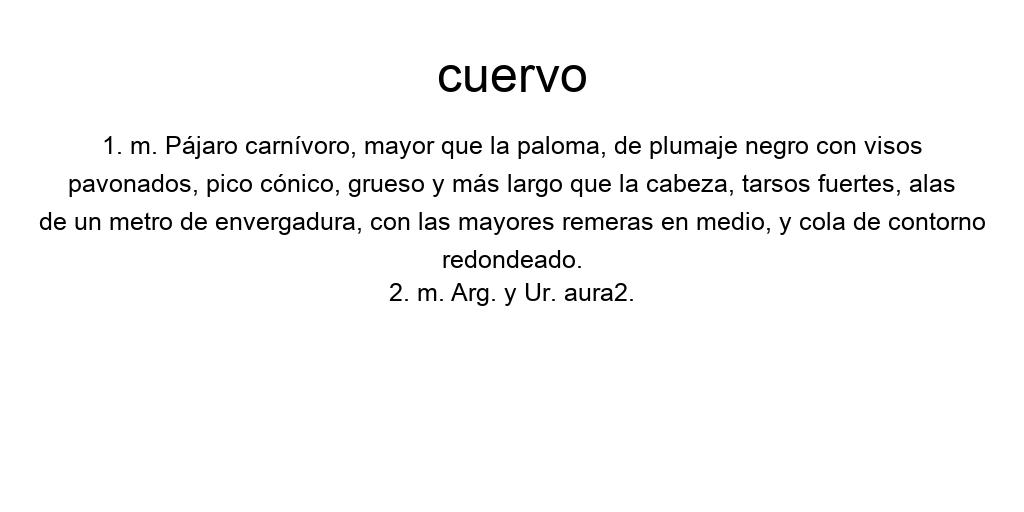 cuervo
1. m. Pájaro carnívoro, mayor que la paloma, de plumaje negro con visos
pavonados, pico cónico, grueso y más largo que la cabeza, tarsos fuertes, alas
de un metro de envergadura, con las mayores remeras en medio, y cola de contorno
redondeado.
2. m. Arg. y Ur. aura2.